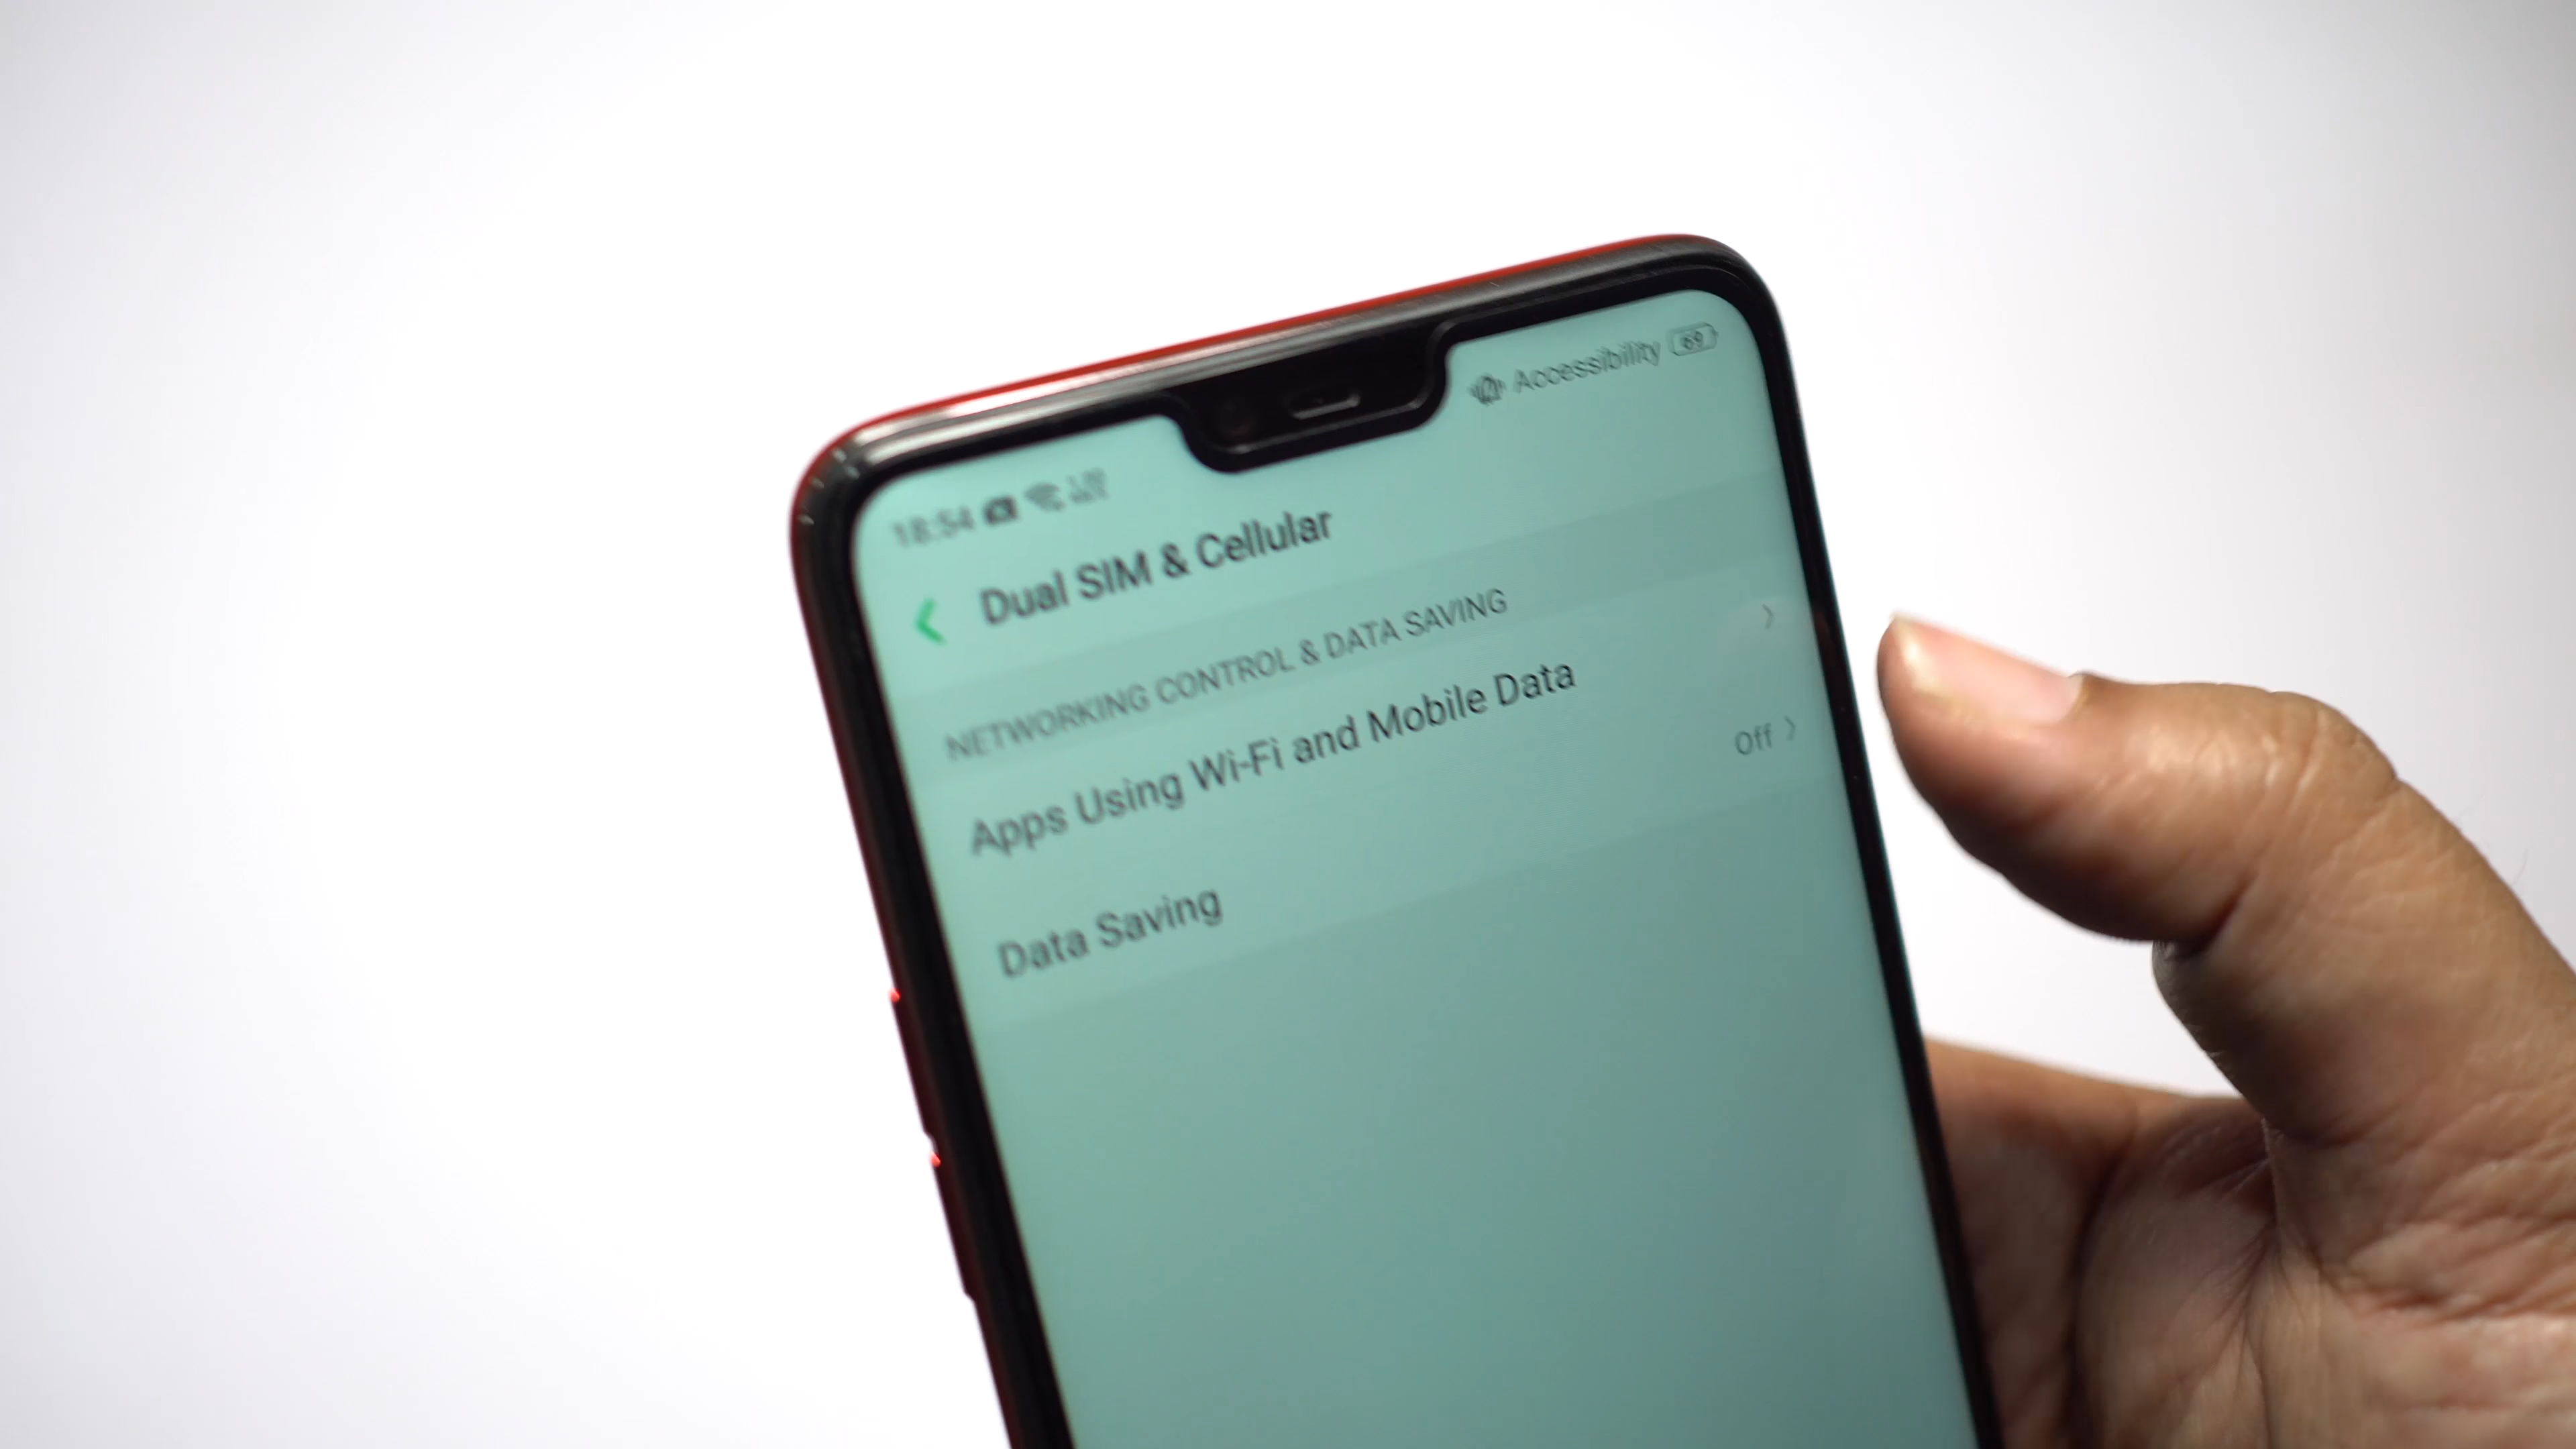 18:54
Accessibility 69
Dual SIM & Cellular
NETWORKING CONTROL & DATA SAVING
Apps Using Wi-Fi and Mobile Data
Data Saving
Off